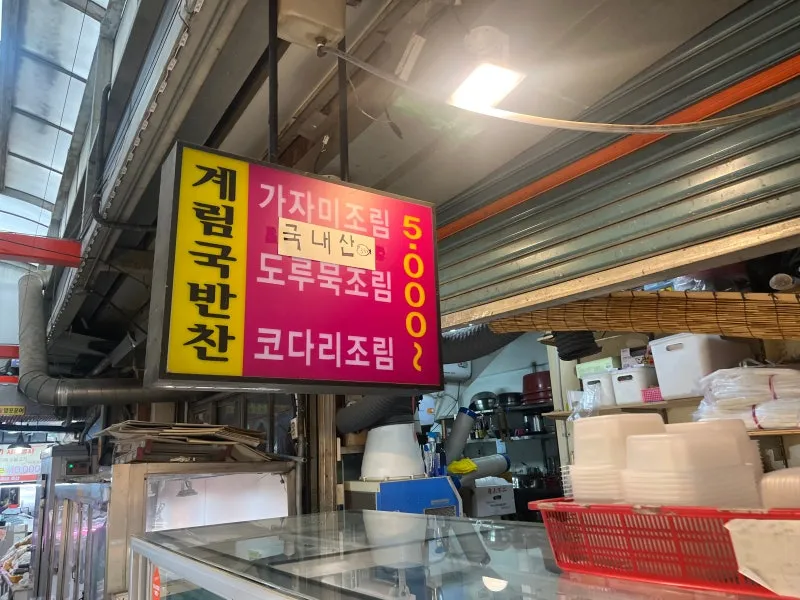 계림국반찬
가자미조림
국내산
도루묵조림
코다리조림
5.000~